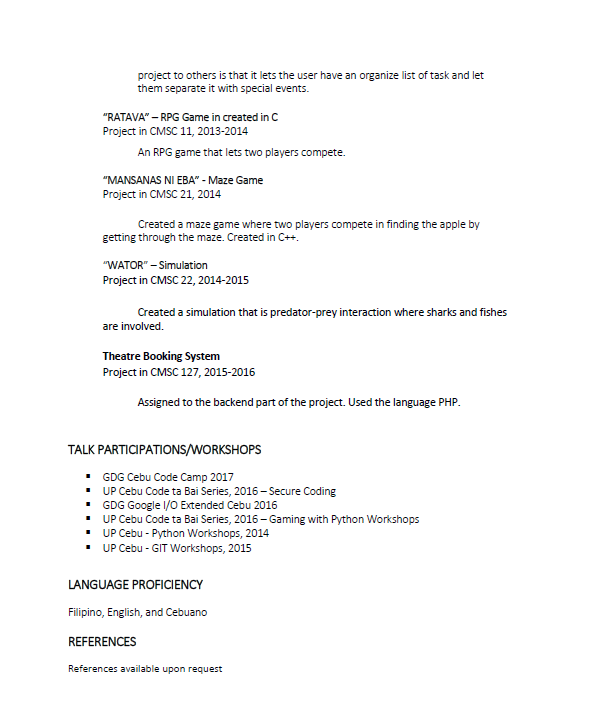 project to others is that it lets the user have an organize list of task and let
them separate it with special events.
“RATAVA” – RPG Game in created in C
Project in CMSC 11, 2013-2014
An RPG game that lets two players compete.
“MANSANAS NI EBA” - Maze Game
Project in CMSC 21, 2014
Created a maze game where two players compete in finding the apple by
getting through the maze. Created in C++.
“WATOR” – Simulation
Project in CMSC 22, 2014-2015
Created a simulation that is predator-prey interaction where sharks and fishes
are involved.
Theatre Booking System
Project in CMSC 127, 2015-2016
Assigned to the backend part of the project. Used the language PHP.
TALK PARTICIPATIONS/WORKSHOPS
▪ GDG Cebu Code Camp 2017
▪ UP Cebu Code ta Bai Series, 2016 – Secure Coding
▪ GDG Google I/O Extended Cebu 2016
▪ UP Cebu Code ta Bai Series, 2016 – Gaming with Python Workshops
▪ UP Cebu - Python Workshops, 2014
▪ UP Cebu - GIT Workshops, 2015
LANGUAGE PROFICIENCY
Filipino, English, and Cebuano
REFERENCES
References available upon request